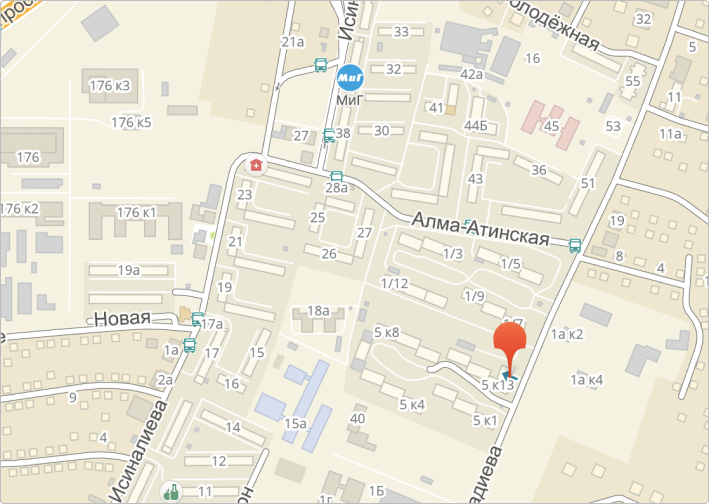 32
5
33
21а
16
42а
32
55
11
176 к3
МиГ
Миг
41
44Б
45
53
11а
176 к5
27
38
30
176
43
36
51
23
28а
25
Алма-Атинская
19
176 к2
176 к1
21
27
26
1/3
1/5
8
4
19а
19
1/12
1/9
1/7
18а
Новая
17а
5 к8
1а к2
1а
17
15
2а
16
5 к13
1а к4
9
Исиналиева
5 к4
5 к1
14
15а
40
4
12
11
1г
1Б